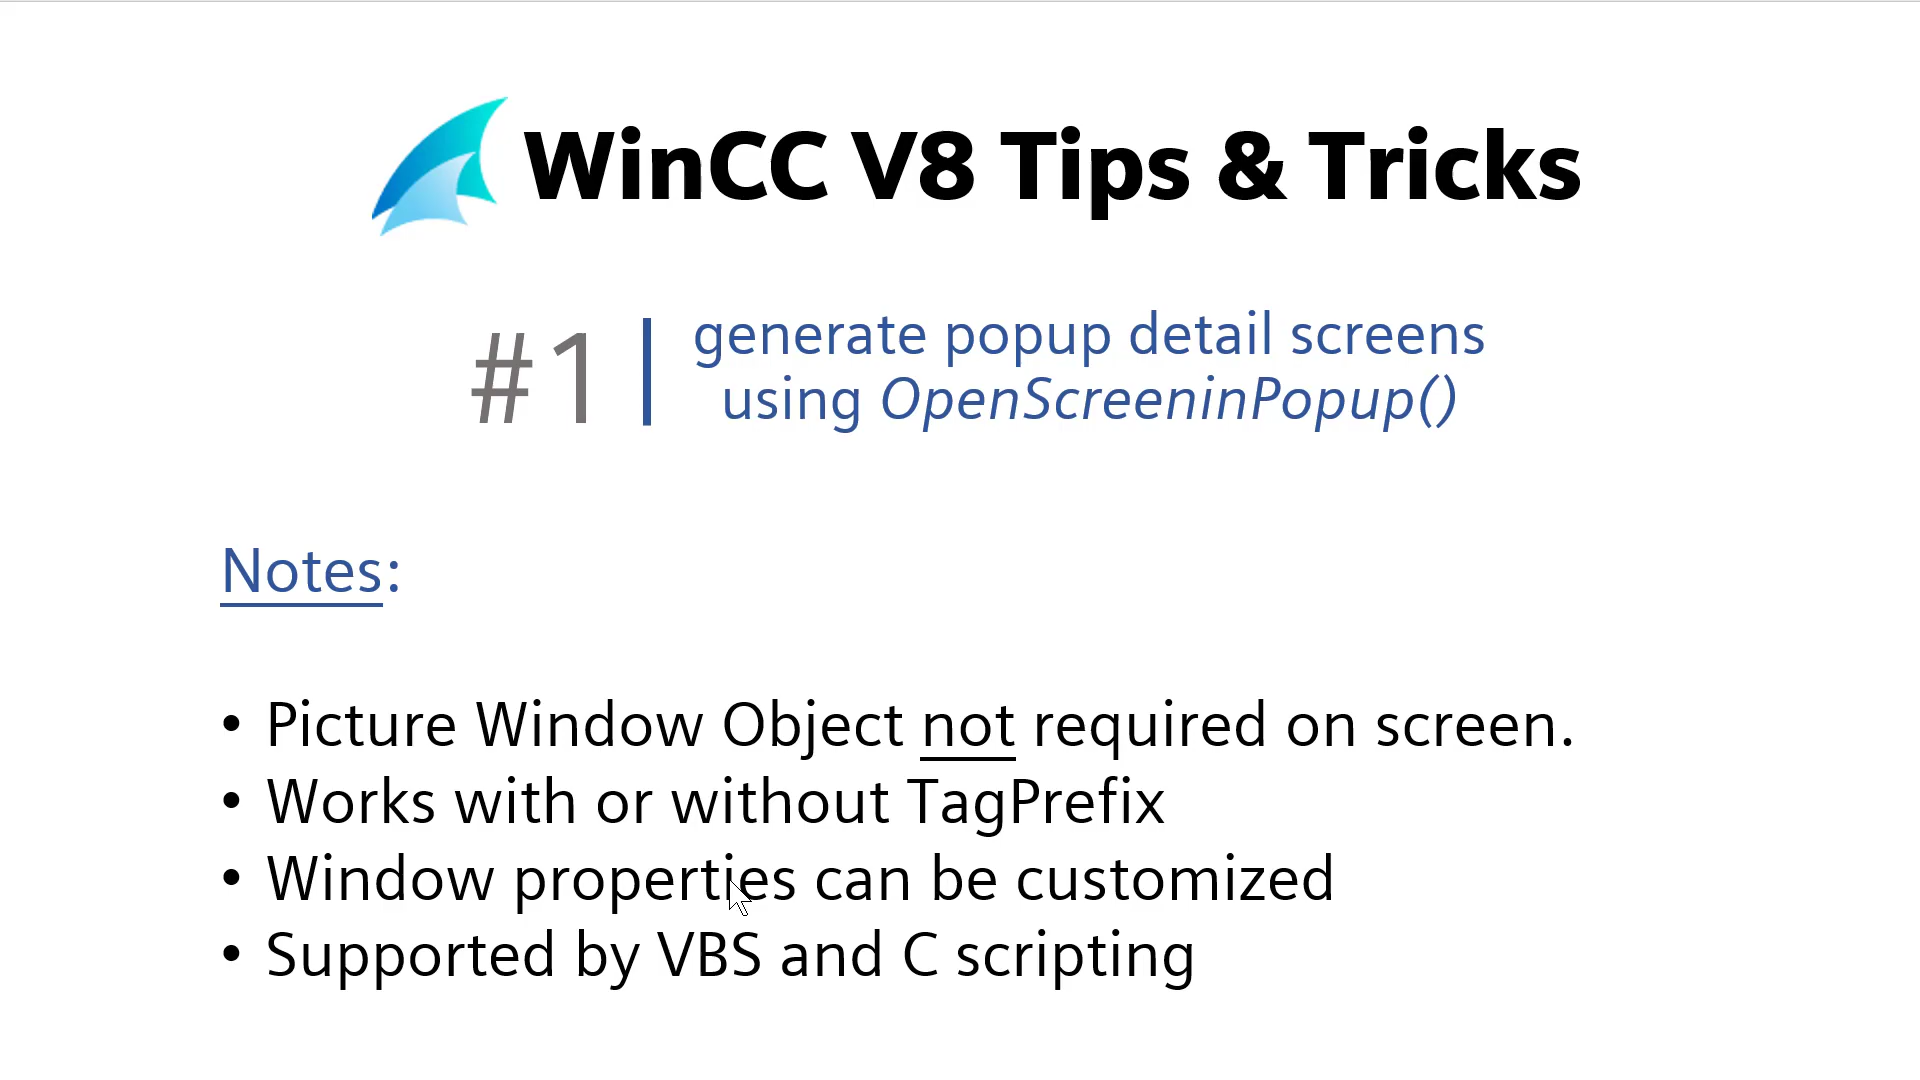 WinCC V8 Tips & Tricks
#1
generate popup detail screens
using OpenScreeninPopup()
Notes:
• Picture Window Object not required on screen.
• Works with or without TagPrefix
• Window properties can be customized
• Supported by VBS and C scripting